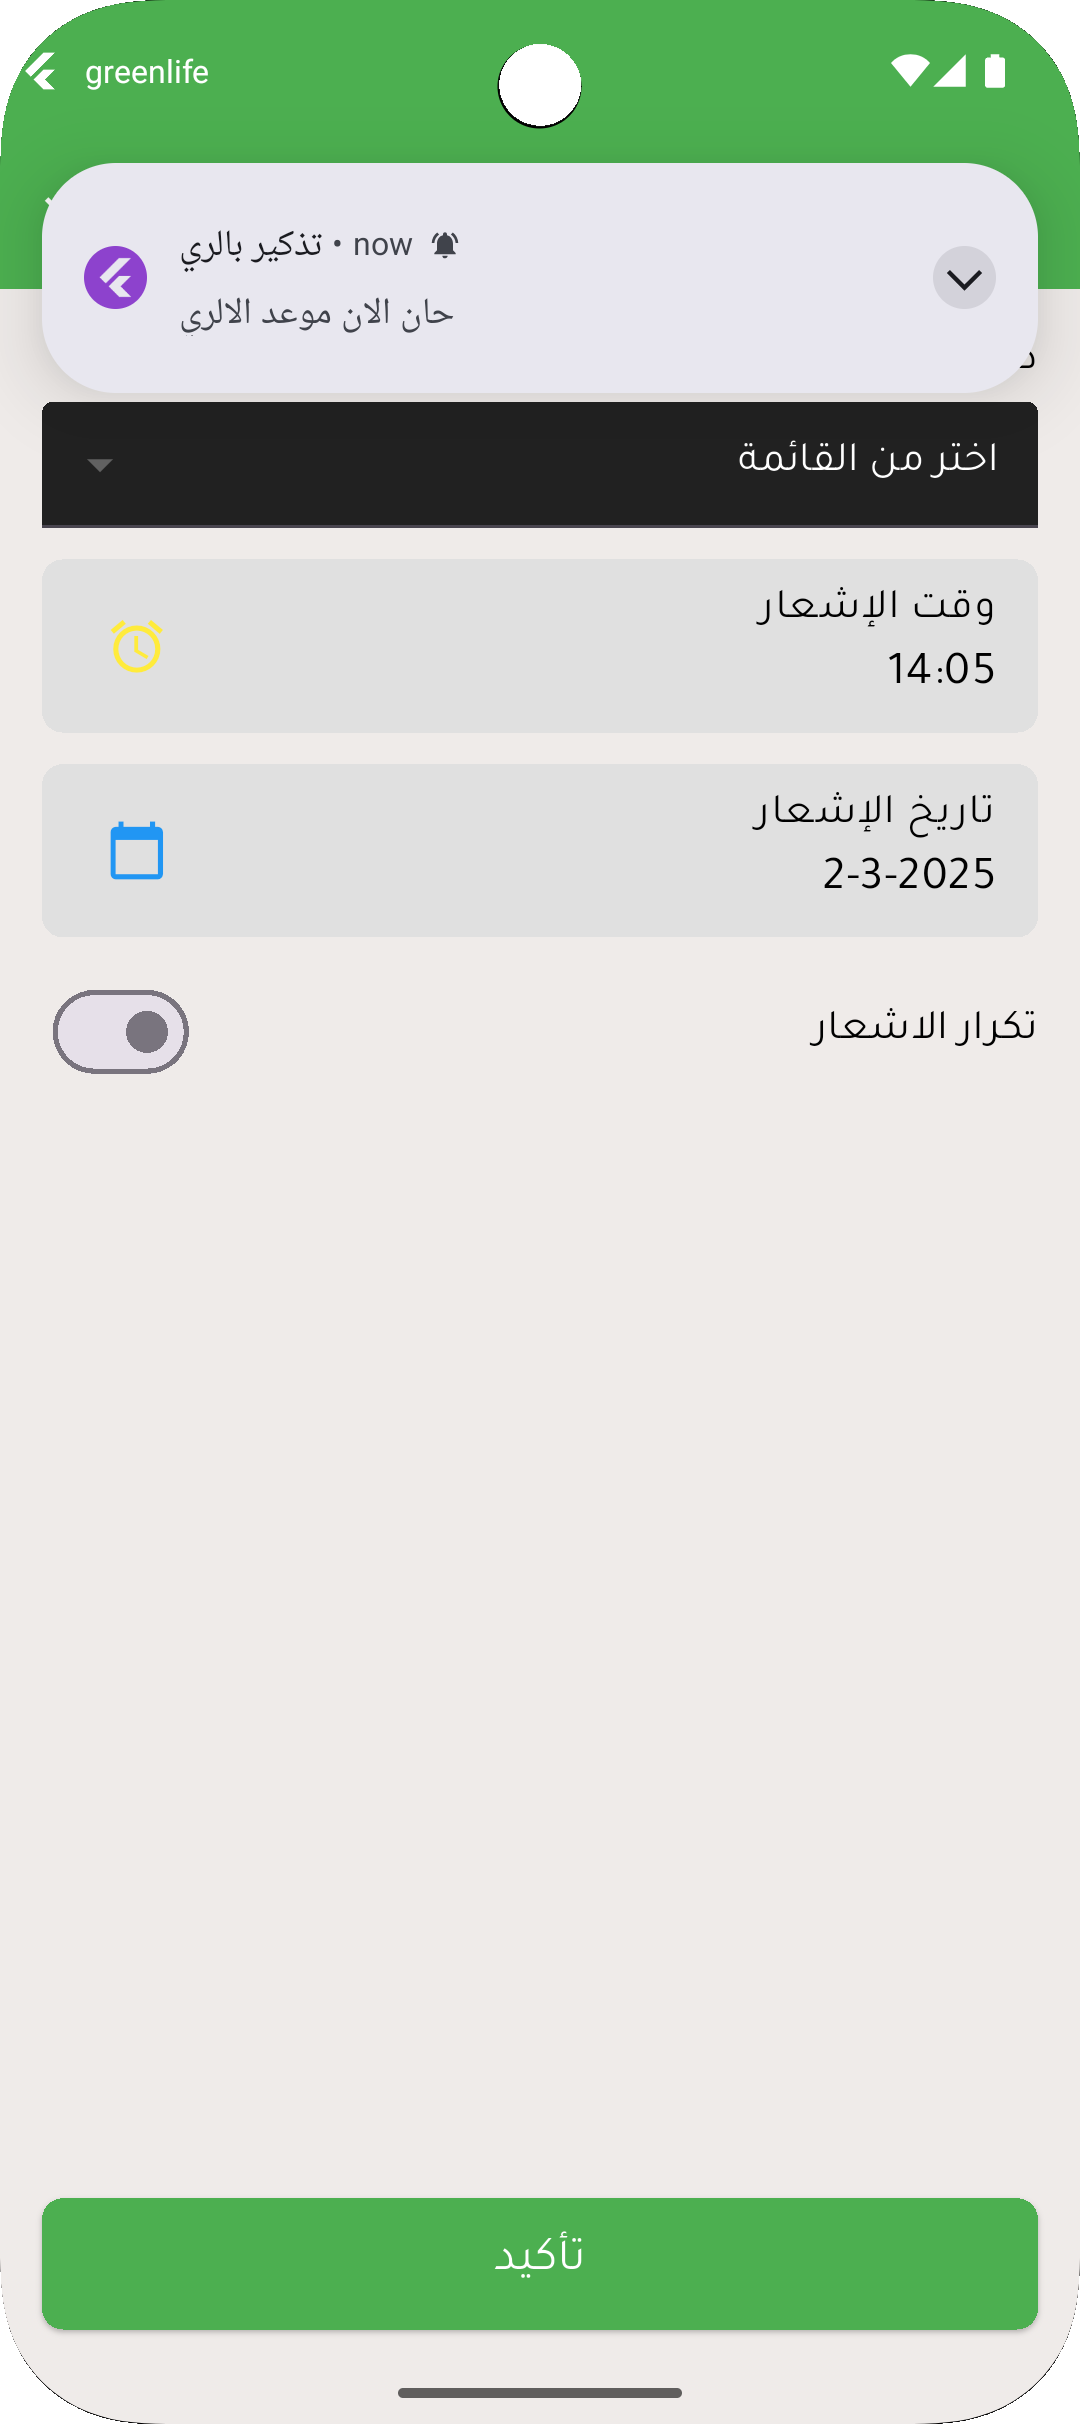 greenlife
تذكير بالري • now
حان الان موعد الالري
اختر من القائمة
وقت الإشعار
14:05
تاريخ الإشعار
2-3-2025
تكرار الاشعار
تأكيد